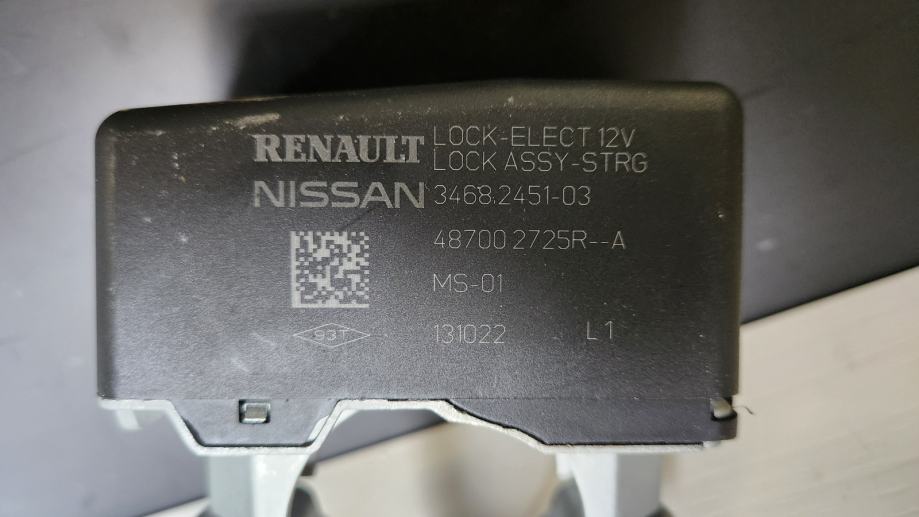 RENAULT LOCK-ELECT 12V
LOCK ASSY-STRG
NISSAN 3468.2451-03
48700 2725R--A
MS-01
93T 131022 L1